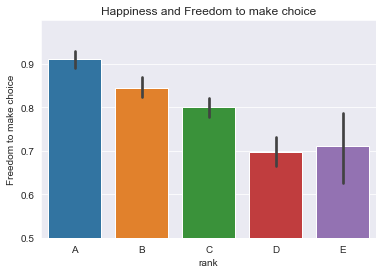 Happiness and Freedom to make choice
Freedom to make choice
0.9
0.8
0.7
0.6
0.5
A B C D E
rank